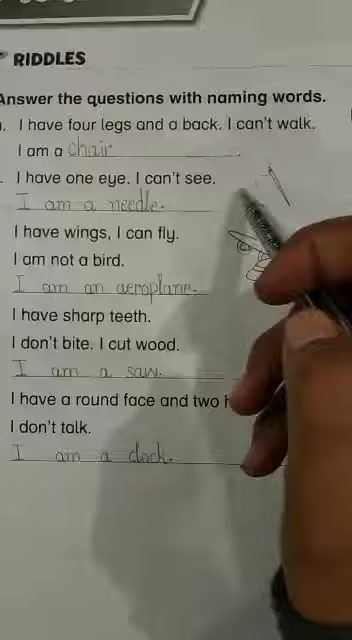 RIDDLES
Answer the questions with naming words.
. I have four legs and a back. I can't walk.
I am a chair.
. I have one eye. I can't see.
I am a needle.
I have wings, I can fly.
I am not a bird.
I am an aeroplane.
I have sharp teeth.
I don't bite. I cut wood.
I am a saw.
I have a round face and two h
I don't talk.
I am a clock.